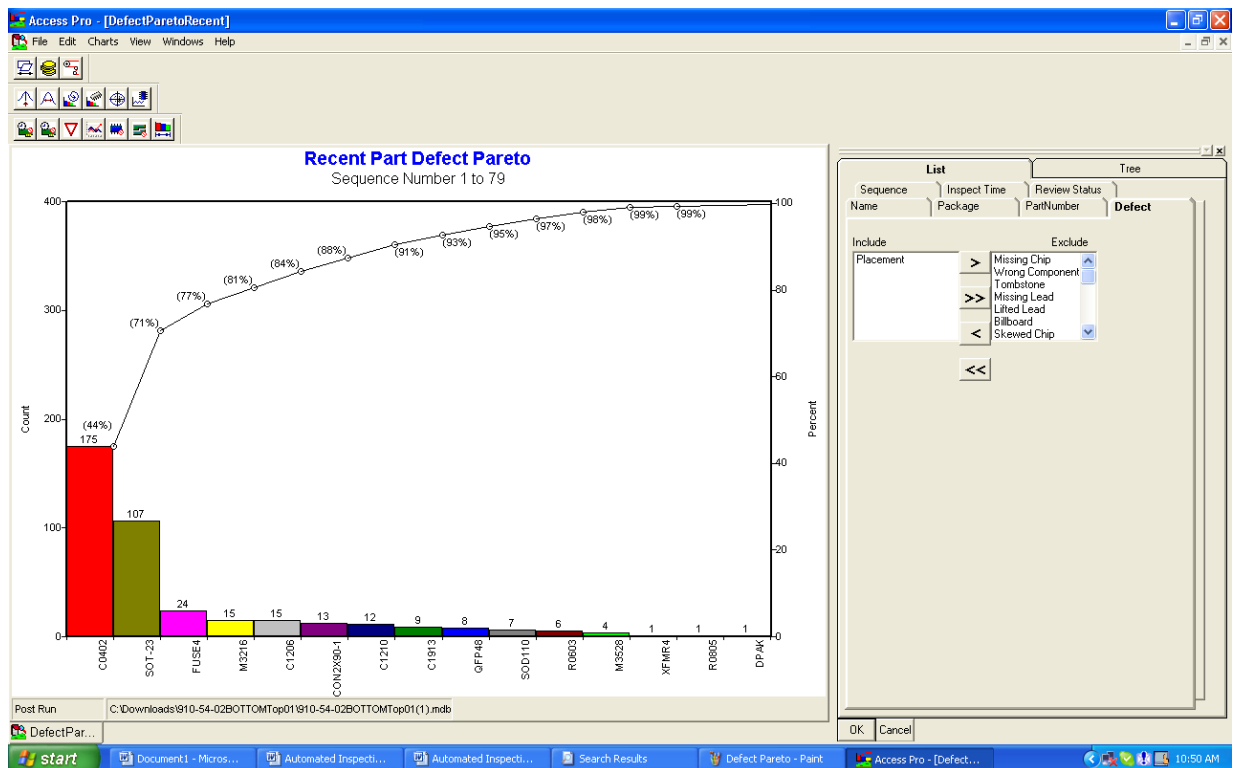 Access Pro - [DefectParetoRecent]
File Edit Charts View Windows Help
Recent Part Defect Pareto
Sequence Number 1 to 79
400
300
200
100
0
Count
100
80
60
40
20
0
Percent
(44%)
(71%)
(77%)
(81%)
(84%)
(88%)
(91%)
(93%)
(95%)
(97%)
(98%)
(99%)
(99%)
175
107
24
15
15
13
12
9
8
7
6
4
1
1
1
C0402
SOT-23
FUSE4
M3216
C1206
CON2X90-1
C1210
C1913
QFP48
SOD110
R0603
M3528
XFMR4
R0805
DPAK
List Tree
Sequence Inspect Time Review Status
Name Package PartNumber Defect
Include Exclude
Placement
>
>>
<
<<
Missing Chip
Wrong Component
Tombstone
Missing Lead
Lifted Lead
Billboard
Skewed Chip
Post Run C:\Downloads\910-54-02BOTTOMTop01\910-54-02BOTTOMTop01(1).mdb
OK Cancel
DefectPar...
start Document1 - Micros... Automated Inspecti... Automated Inspecti... Search Results Defect Pareto - Paint Access Pro - [Defect... 10:50 AM